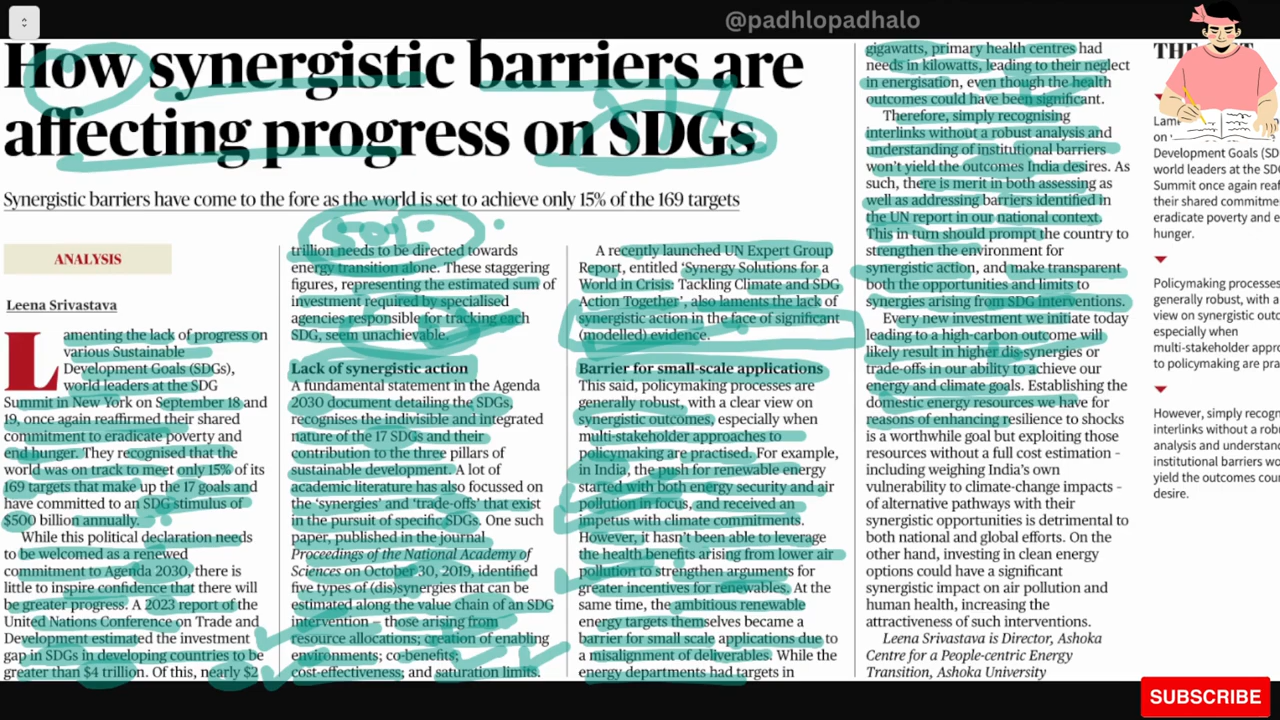 @padhlopadhalo
How synergistic barriers are
affecting progress on SDGs
Synergistic barriers have come to the fore as the world is set to achieve only 15% of the 169 targets
ANALYSIS
Leena Srivastava
Lamenting the lack of progress on
various Sustainable
Development Goals (SDGs),
world leaders at the SDG
Summit in New York on September 18 and
19, once again reaffirmed their shared
commitment to eradicate poverty and
end hunger. They recognised that the
world was on track to meet only 15% of its
169 targets that make up the 17 goals and
have committed to an SDG stimulus of
$500 billion annually.
While this political declaration needs
to be welcomed as a renewed
commitment to Agenda 2030, there is
little to inspire confidence that there will
be greater progress. A 2023 report of the
United Nations Conference on Trade and
Development estimated the investment
gap in SDGs in developing countries to be
greater than $4 trillion. Of this, nearly $2
trillion needs to be directed towards
energy transition alone. These staggering
figures, representing the estimated sum of
investment required by specialised
agencies responsible for tracking each
SDG, seem unachievable.
Lack of synergistic action
A fundamental statement in the Agenda
2030 document detailing the SDGs,
recognises the indivisible and integrated
nature of the 17 SDGs and their
contribution to the three pillars of
sustainable development. A lot of
academic literature has also focussed on
the 'synergies' and 'trade-offs' that exist
in the pursuit of specific SDGs. One such
paper, published in the journal
Proceedings of the National Academy of
Sciences on October 30, 2019, identified
five types of (dis)synergies that can be
estimated along the value chain of an SDG
intervention – those arising from
resource allocations; creation of enabling
environments; co-benefits;
cost-effectiveness; and saturation limits.
A recently launched UN Expert Group
Report, entitled 'Synergy Solutions for a
World in Crisis: Tackling Climate and SDG
Action Together', also laments the lack of
synergistic action in the face of significant
(modelled) evidence.
Barrier for small-scale applications
This said, policymaking processes are
generally robust, with a clear view on
synergistic outcomes, especially when
multi-stakeholder approaches to
policymaking are practised. For example,
in India, the push for renewable energy
started with both energy security and air
pollution in focus, and received an
impetus with climate commitments.
However, it hasn't been able to leverage
the health benefits arising from lower air
pollution to strengthen arguments for
greater incentives for renewables. At the
same time, the ambitious renewable
energy targets themselves became a
barrier for small scale applications due to
a misalignment of deliverables. While the
energy departments had targets in
gigawatts, primary health centres had
needs in kilowatts, leading to their neglect
in energisation, even though the health
outcomes could have been significant.
Therefore, simply recognising
interlinks without a robust analysis and
understanding of institutional barriers
won't yield the outcomes India desires. As
such, there is merit in both assessing as
well as addressing barriers identified in
the UN report in our national context.
This in turn should prompt the country to
strengthen the environment for
synergistic action, and make transparent
both the opportunities and limits to
synergies arising from SDG interventions.
Every new investment we initiate today
leading to a high-carbon outcome will
likely result in higher dis-synergies or
trade-offs in our ability to achieve our
energy and climate goals. Establishing the
domestic energy resources we have for
reasons of enhancing resilience to shocks
is a worthwhile goal but exploiting those
resources without a full cost estimation –
including weighing India's own
vulnerability to climate-change impacts –
of alternative pathways with their
synergistic opportunities is detrimental to
both national and global efforts. On the
other hand, investing in clean energy
options could have a significant
synergistic impact on air pollution and
human health, increasing the
attractiveness of such interventions.
Leena Srivastava is Director, Ashoka
Centre for a People-centric Energy
Transition, Ashoka University
on
Development Goals (SD
world leaders at the SDG
Summit once again reaf
their shared commitme
eradicate poverty and e
hunger.
Policymaking processes
generally robust, with a
view on synergistic outc
especially when
multi-stakeholder appro
to policymaking are pra
However, simply recogn
interlinks without a rob
analysis and understan
institutional barriers wo
yield the outcomes cou
desire.
SUBSCRIBE